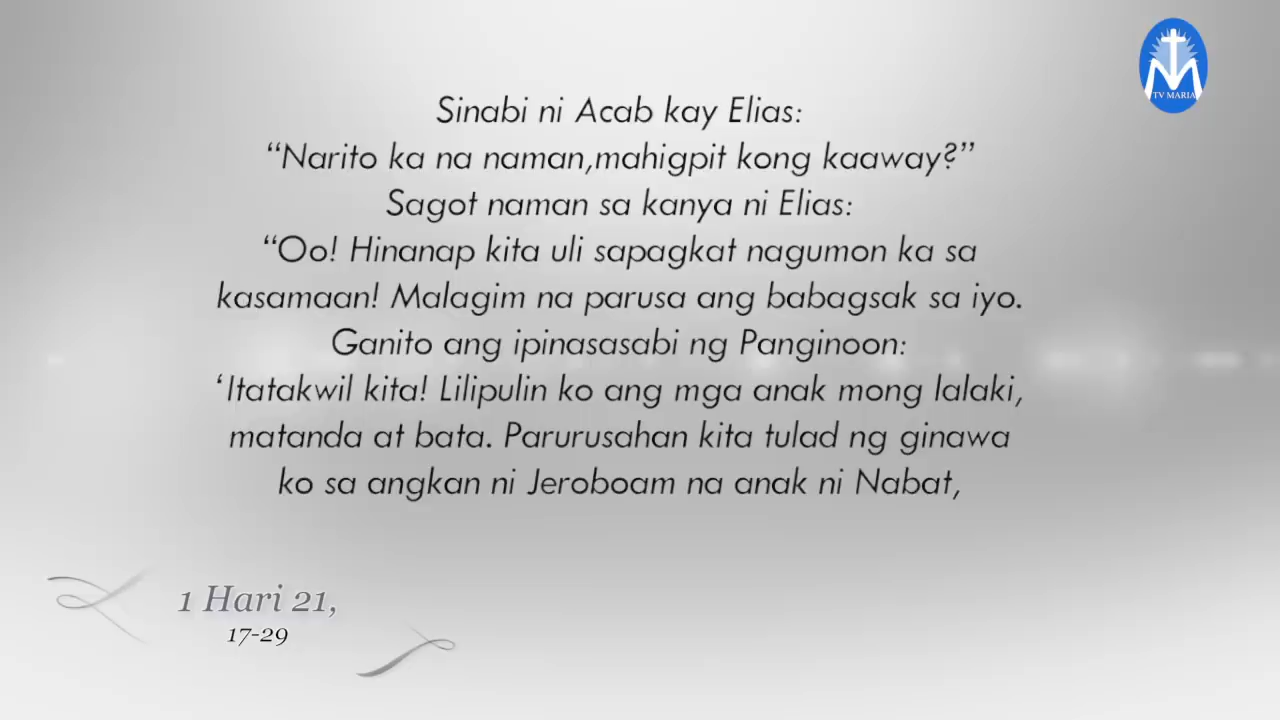 TV MARIA
Sinabi ni Acab kay Elias:
“Narito ka na naman,mahigpit kong kaaway?”
Sagot naman sa kanya ni Elias:
“Oo! Hinanap kita uli sapagkat nagumon ka sa
kasamaan! Malagim na parusa ang babagsak sa iyo.
Ganito ang ipinasasabi ng Panginoon:
‘Itatakwil kita! Lilipulin ko ang mga anak mong lalaki,
matanda at bata. Parurusahan kita tulad ng ginawa
ko sa angkan ni Jeroboam na anak ni Nabat,
1 Hari 21,
17-29